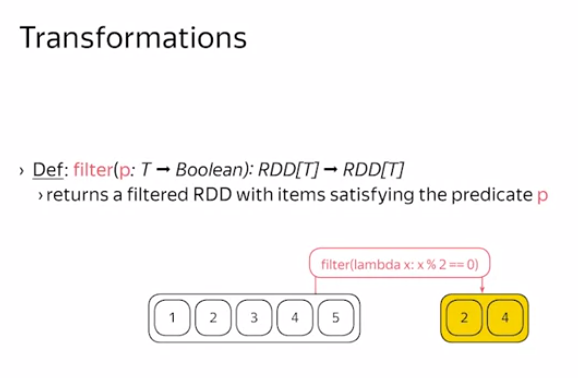 Transformations
› Def: filter(p: T → Boolean): RDD[T] → RDD[T]
› returns a filtered RDD with items satisfying the predicate p
filter(lambda x: x % 2 == 0)
1 2 3 4 5 2 4